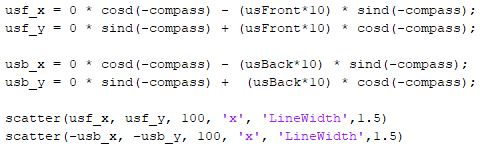 usf_x = 0 * cosd(-compass) - (usFront*10) * sind(-compass);
usf_y = 0 * sind(-compass) + (usFront*10) * cosd(-compass);
usb_x = 0 * cosd(-compass) - (usBack*10) * sind(-compass);
usb_y = 0 * sind(-compass) +  (usBack*10) * cosd(-compass);
scatter(usf_x, usf_y, 100, 'x', 'LineWidth',1.5)
scatter(-usb_x, -usb_y, 100, 'x', 'LineWidth',1.5)